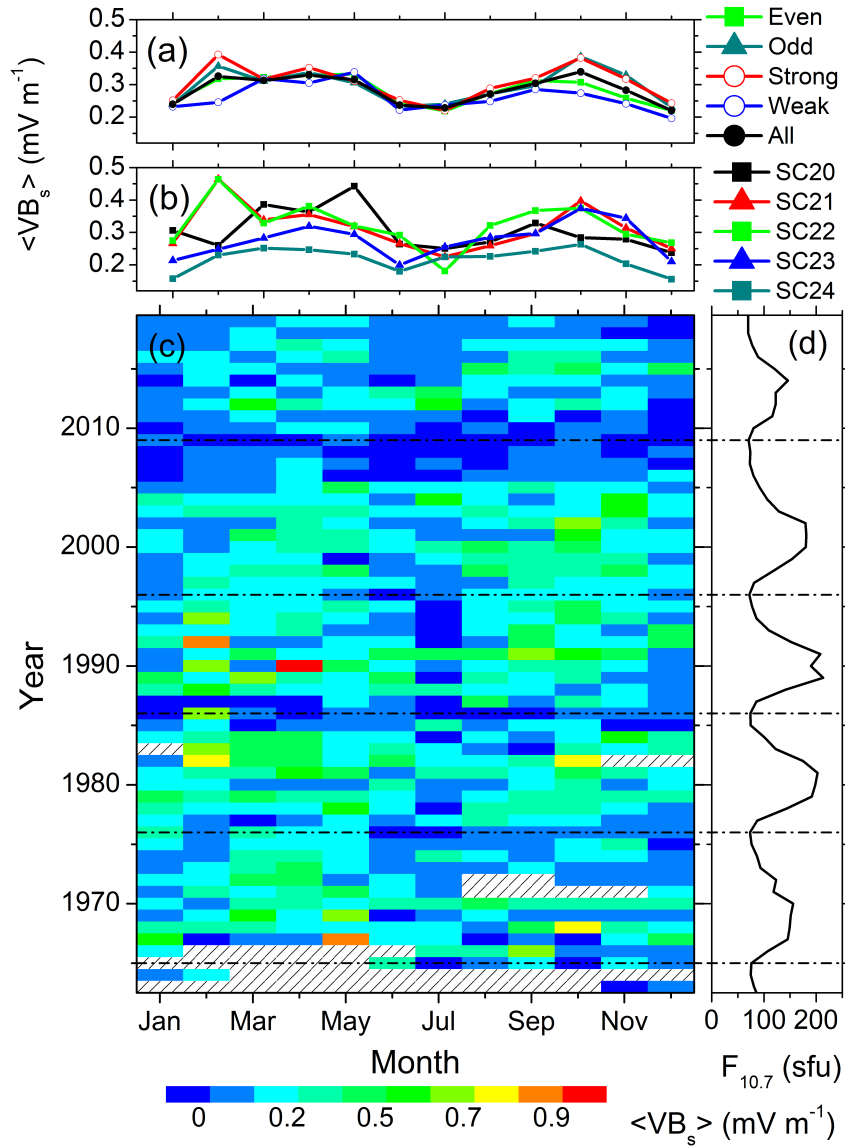 0.5
0.4
0.3
0.2
(a)
Even
Odd
Strong
Weak
All
<VB_s> (mV m^-1)
0.5
0.4
0.3
0.2
(b)
SC20
SC21
SC22
SC23
SC24
(c)
(d)
2010
2000
1990
1980
1970
Year
Jan Mar May Jul Sep Nov
Month
0 100 200
F_10.7 (sfu)
0 0.2 0.5 0.7 0.9
<VB_s> (mV m^-1)